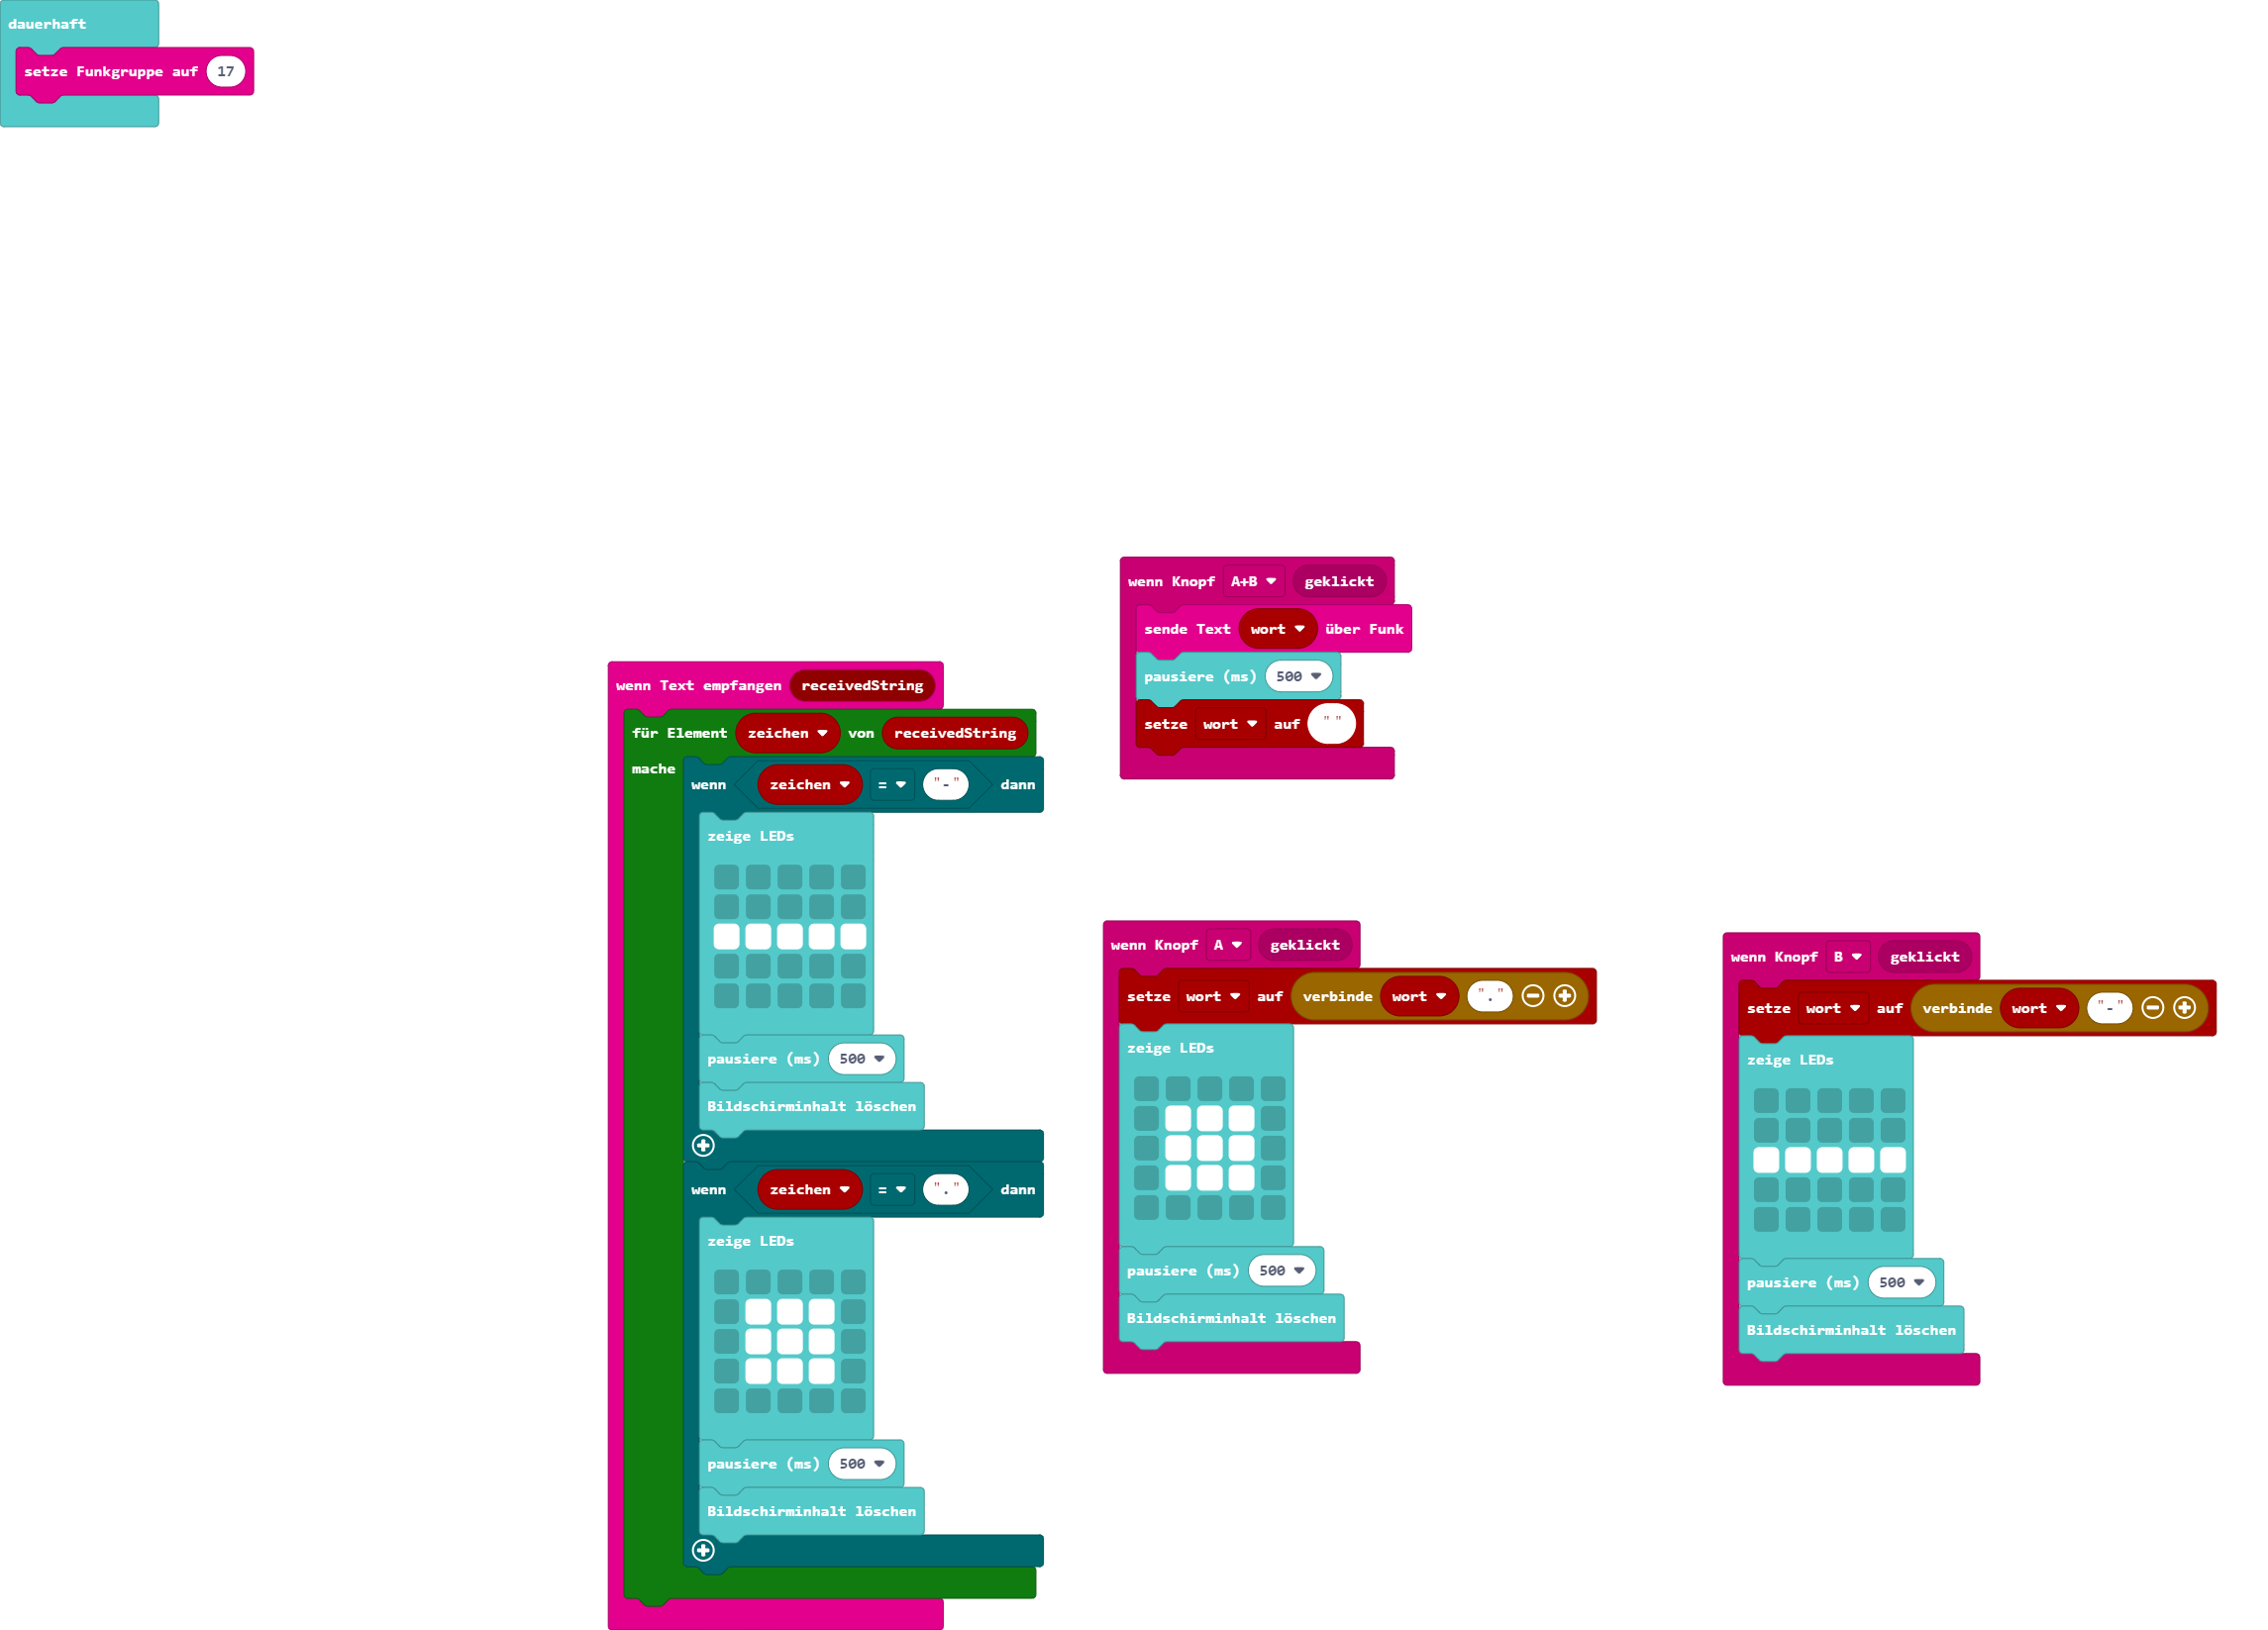 dauerhaft
setze Funkgruppe auf 17
wenn Knopf A+B geklickt
sende Text wort über Funk
pausiere (ms) 500
setze wort auf " "
wenn Text empfangen receivedString
für Element zeichen von receivedString
mache
wenn zeichen = "-" dann
zeige LEDs
pausiere (ms) 500
Bildschirminhalt löschen
wenn zeichen = "." dann
zeige LEDs
pausiere (ms) 500
Bildschirminhalt löschen
wenn Knopf A geklickt
setze wort auf verbinde wort "."
zeige LEDs
pausiere (ms) 500
Bildschirminhalt löschen
wenn Knopf B geklickt
setze wort auf verbinde wort "-"
zeige LEDs
pausiere (ms) 500
Bildschirminhalt löschen